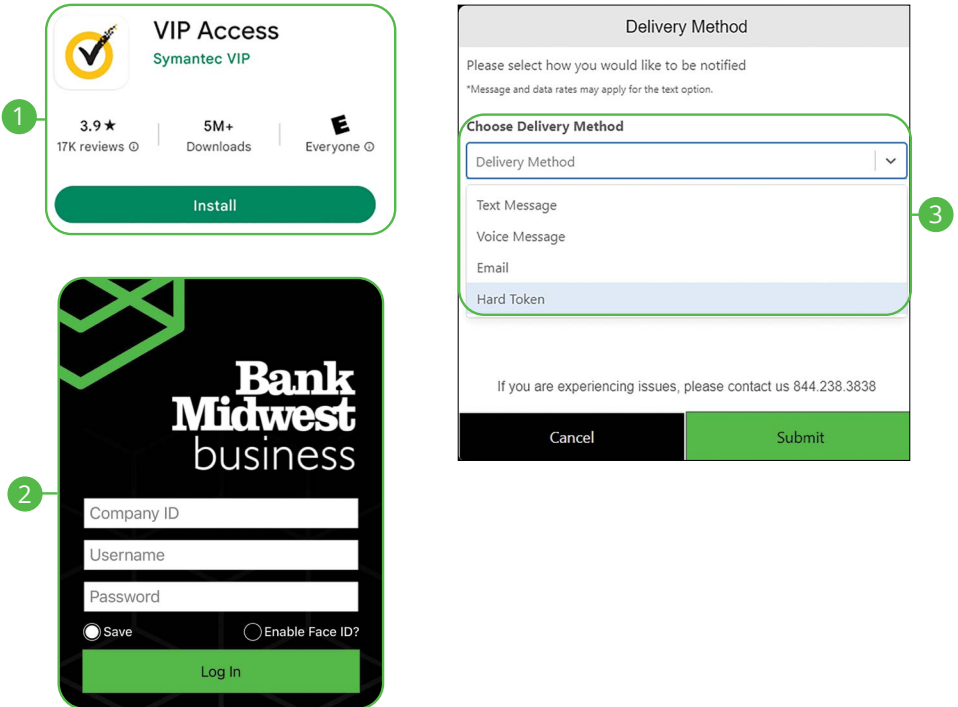 1
VIP Access
Symantec VIP
3.9 ★
17K reviews
5M+
Downloads
E
Everyone
Install
2
Bank
Midwest
business
Company ID
Username
Password
Save
Enable Face ID?
Log In
3
Delivery Method
Please select how you would like to be notified
*Message and data rates may apply for the text option.
Choose Delivery Method
Delivery Method
Text Message
Voice Message
Email
Hard Token
If you are experiencing issues, please contact us 844.238.3838
Cancel
Submit